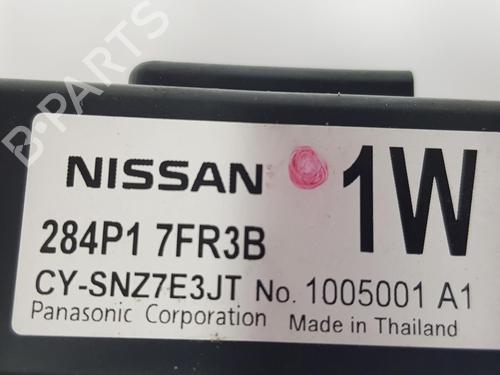 B-PARTS
NISSAN 1W
284P1 7FR3B
CY-SNZ7E3JT No. 1005001 A1
Panasonic Corporation Made in Thailand